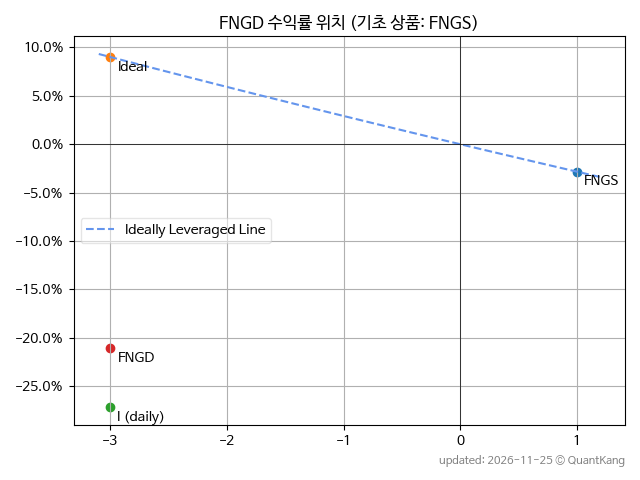 FNGD 수익률 위치 (기초 상품: FNGS)
10.0%
5.0%
0.0%
−5.0%
−10.0%
−15.0%
−20.0%
−25.0%
Ideal
FNGS
Ideally Leveraged Line
FNGD
I (daily)
−3
−2
−1
0
1
updated: 2026-11-25 © QuantKang